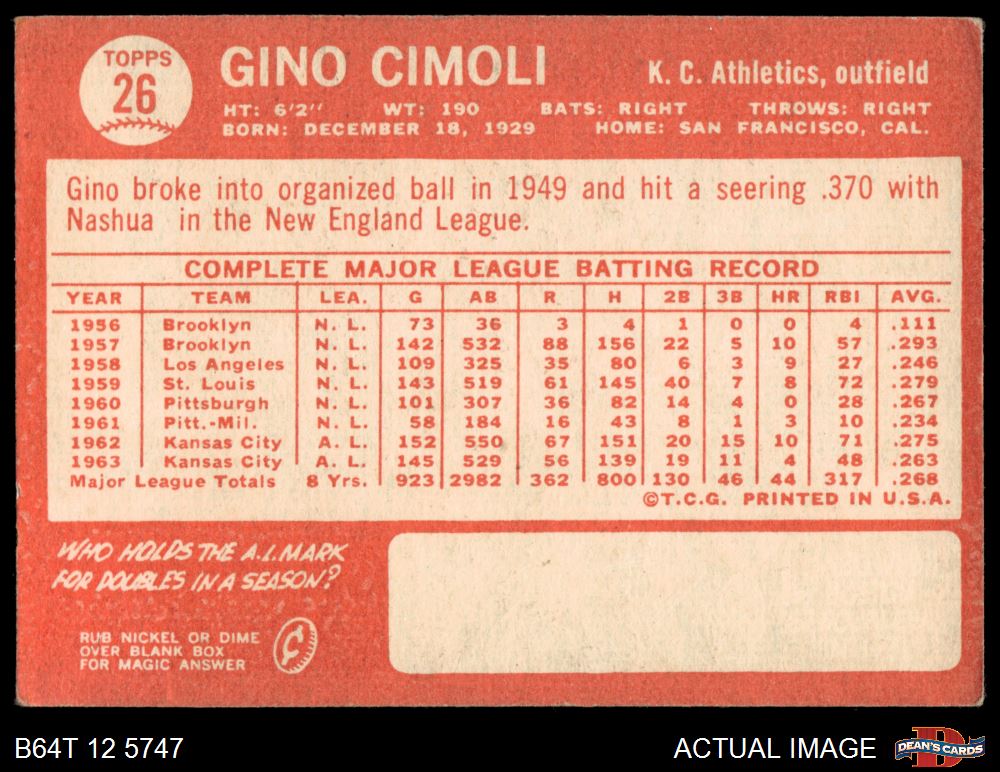 TOPPS
26
GINO CIMOLI
K. C. Athletics, outfield
HT: 6'2'' WT: 190 BATS: RIGHT THROWS: RIGHT
BORN: DECEMBER 18, 1929 HOME: SAN FRANCISCO, CAL.
Gino broke into organized ball in 1949 and hit a seering .370 with
Nashua in the New England League.
COMPLETE MAJOR LEAGUE BATTING RECORD
YEAR TEAM LEA. G AB R H 2B 3B HR RBI AVG.
1956 Brooklyn N. L. 73 36 3 4 1 0 0 4 .111
1957 Brooklyn N. L. 142 532 88 156 22 5 10 57 .293
1958 Los Angeles N. L. 109 325 35 80 6 3 9 27 .246
1959 St. Louis N. L. 143 519 61 145 40 7 8 72 .279
1960 Pittsburgh N. L. 101 307 36 82 14 4 0 28 .267
1961 Pitt.-Mil. N. L. 58 184 16 43 8 1 3 10 .234
1962 Kansas City A. L. 152 550 67 151 20 15 10 71 .275
1963 Kansas City A. L. 145 529 56 139 19 11 4 48 .263
Major League Totals 8 Yrs. 923 2982 362 800 130 46 44 317 .268
©T.C.G. PRINTED IN U.S.A.
WHO HOLDS THE A.L. MARK
FOR DOUBLES IN A SEASON?
RUB NICKEL OR DIME
OVER BLANK BOX
FOR MAGIC ANSWER
B64T 12 5747
ACTUAL IMAGE
DEAN'S CARDS